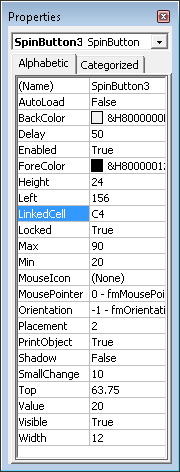 Properties
SpinButton3 SpinButton
Alphabetic Categorized
(Name) SpinButton3
AutoLoad False
BackColor &H8000000
Delay 50
Enabled True
ForeColor &H8000001
Height 24
Left 156
LinkedCell C4
Locked True
Max 90
Min 20
MouseIcon (None)
MousePointer 0 - fmMousePoi
Orientation -1 - fmOrientati
Placement 2
PrintObject True
Shadow False
SmallChange 10
Top 63.75
Value 20
Visible True
Width 12